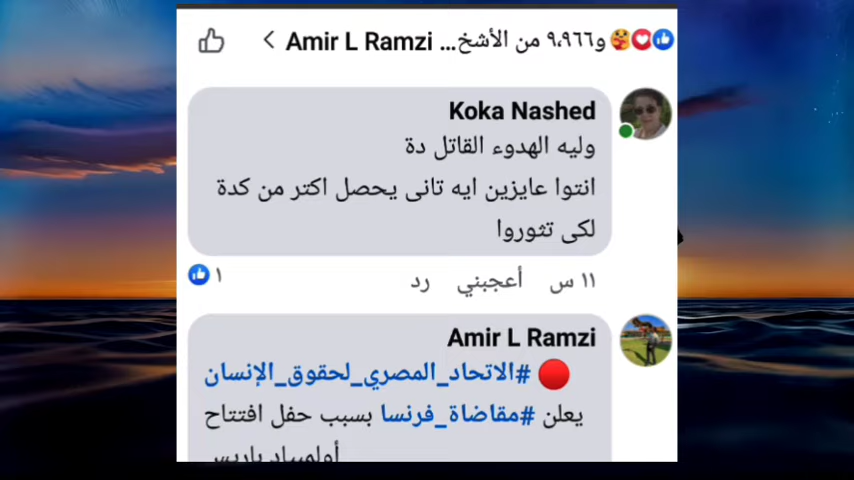 و٩،٩٦٦ من الأشخ... Amir L Ramzi
Koka Nashed
وليه الهدوء القاتل دة
انتوا عايزين ايه تانى يحصل اكتر من كدة
لكى تثوروا
١١ س أعجبني رد ١
Amir L Ramzi
#الاتحاد_المصري_لحقوق_الإنسان
يعلن #مقاضاة_فرنسا بسبب حفل افتتاح
أولمبياد باريس